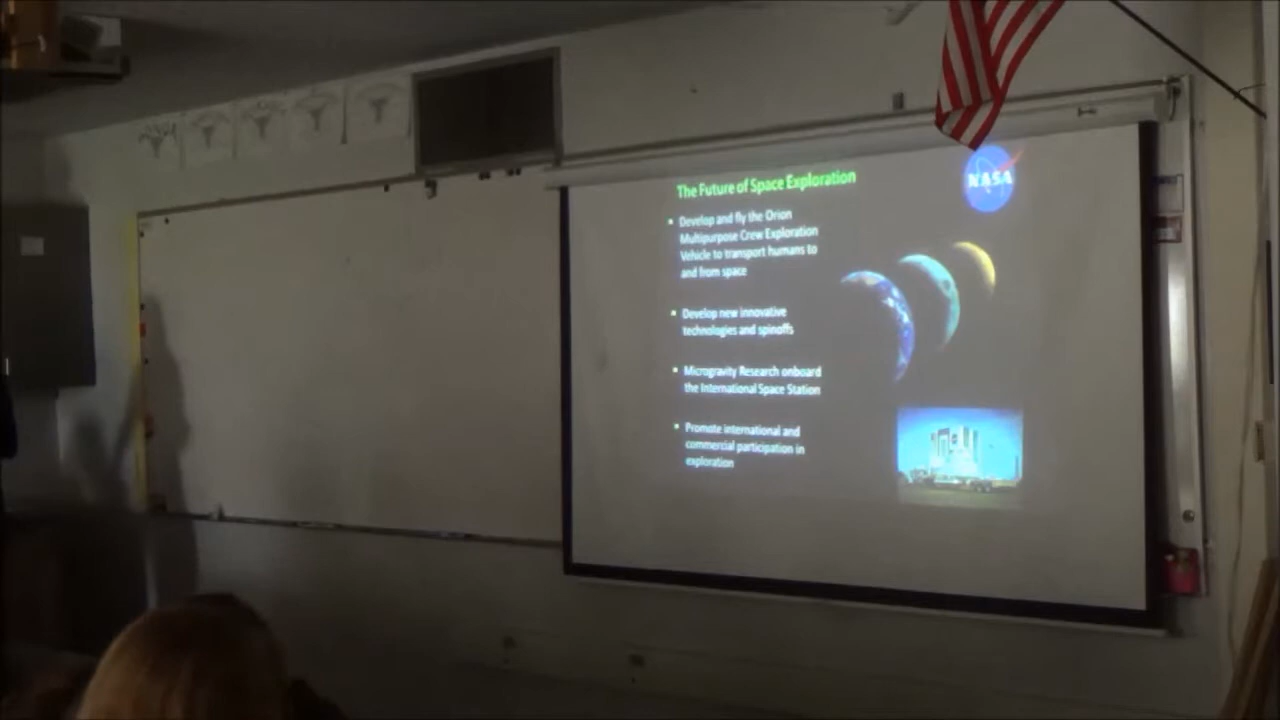 The Future of Space Exploration
NASA
Develop and fly the Orion
Multipurpose Crew Exploration
Vehicle to transport humans to
and from space
Develop new innovative
technologies and spinoffs
Microgravity Research onboard
the International Space Station
Promote international and
commercial participation in
exploration